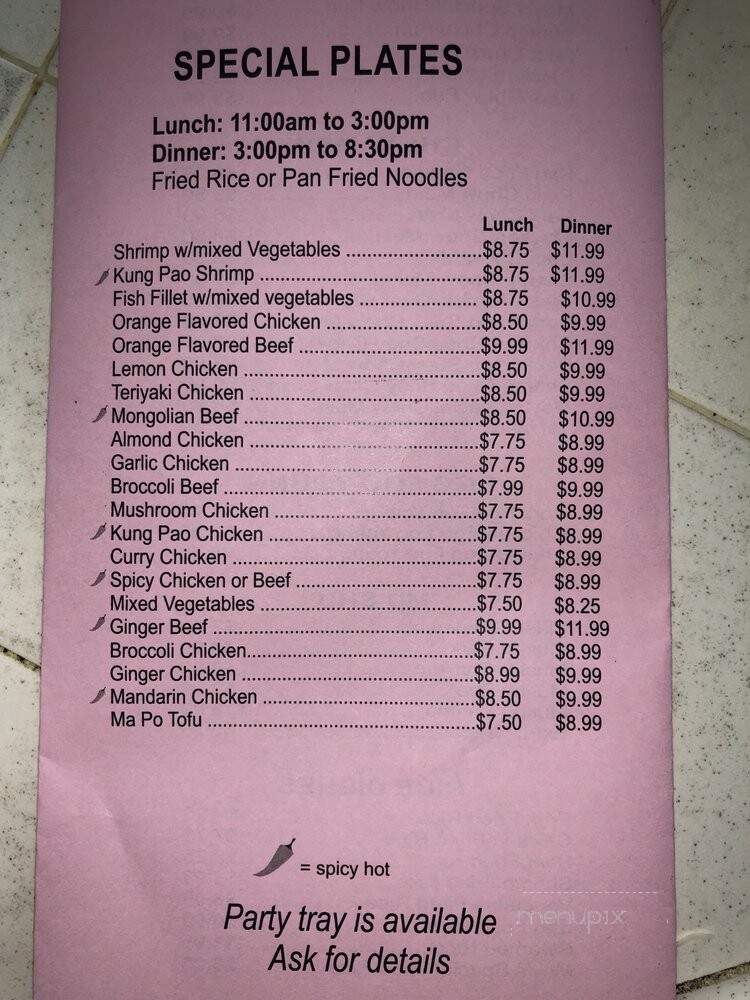 SPECIAL PLATES
Lunch: 11:00am to 3:00pm
Dinner: 3:00pm to 8:30pm
Fried Rice or Pan Fried Noodles
Lunch Dinner
Shrimp w/mixed Vegetables ........................$8.75 $11.99
Kung Pao Shrimp ........................................$8.75 $11.99
Fish Fillet w/mixed vegetables ..................... $8.75 $10.99
Orange Flavored Chicken ............................$8.50 $9.99
Orange Flavored Beef .................................$9.99 $11.99
Lemon Chicken ...........................................$8.50 $9.99
Teriyaki Chicken ..........................................$8.50 $9.99
Mongolian Beef ...........................................$8.50 $10.99
Almond Chicken ..........................................$7.75 $8.99
Garlic Chicken ............................................$7.75 $8.99
Broccoli Beef ..............................................$7.99 $9.99
Mushroom Chicken .....................................$7.75 $8.99
Kung Pao Chicken ......................................$7.75 $8.99
Curry Chicken .............................................$7.75 $8.99
Spicy Chicken or Beef .................................$7.75 $8.99
Mixed Vegetables ........................................$7.50 $8.25
Ginger Beef .................................................$9.99 $11.99
Broccoli Chicken..........................................$7.75 $8.99
Ginger Chicken ...........................................$8.99 $9.99
Mandarin Chicken .......................................$8.50 $9.99
Ma Po Tofu ..................................................$7.50 $8.99
= spicy hot
Party tray is available
Ask for details
menupix